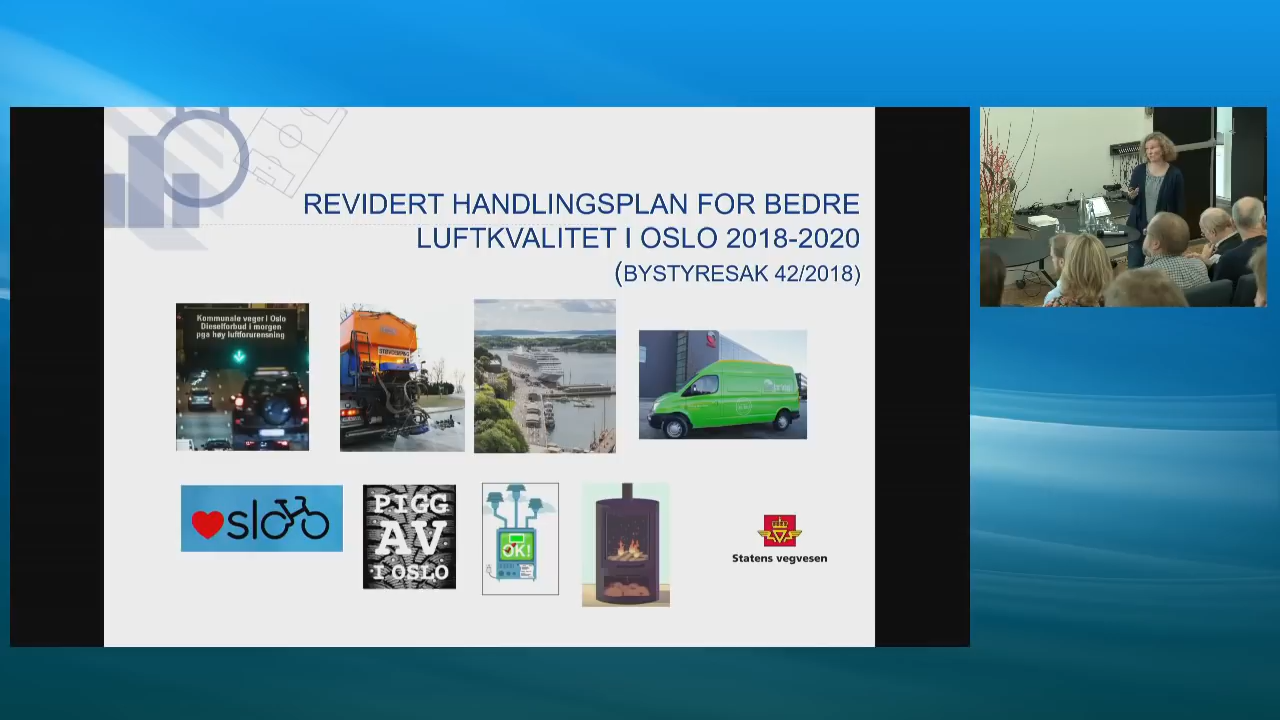 REVIDERT HANDLINGSPLAN FOR BEDRE
LUFTKVALITET I OSLO 2018-2020
(BYSTYRESAK 42/2018)
Kommunale veger i Oslo
Dieselforbud i morgen
pga høy luftforurensning
slo
PIGG
AV
I OSLO
OK!
Statens vegvesen